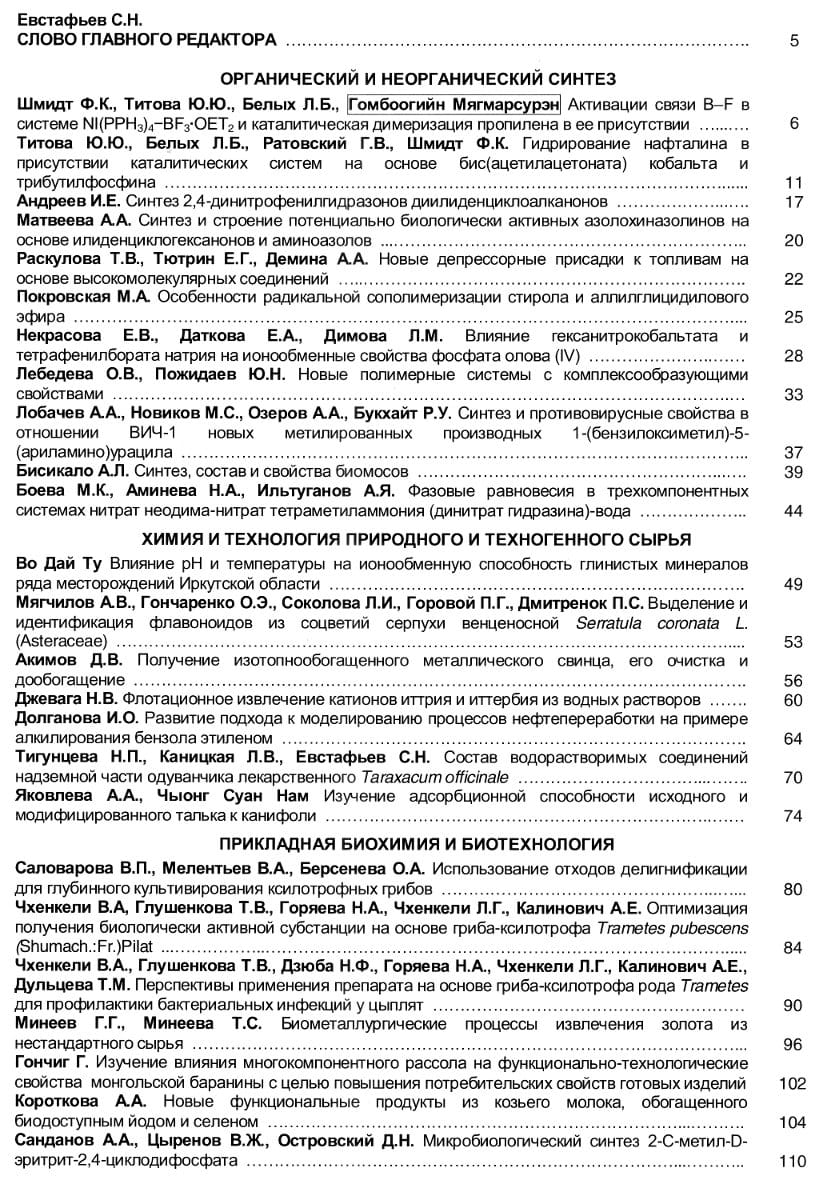 Евстафьев С.Н.
СЛОВО ГЛАВНОГО РЕДАКТОРА ........................................................................ 5
ОРГАНИЧЕСКИЙ И НЕОРГАНИЧЕСКИЙ СИНТЕЗ
Шмидт Ф.К., Титова Ю.Ю., Белых Л.Б., Гомбоогийн Мягмарсурэн Активации связи B–F в
системе NI(PPH₃)₄–BF₃·OET₂ и каталитическая димеризация пропилена в ее присутствии .......... 6
Титова Ю.Ю., Белых Л.Б., Ратовский Г.В., Шмидт Ф.К. Гидрирование нафталина в
присутствии каталитических систем на основе бис(ацетилацетоната) кобальта и
трибутилфосфина ........................................................................ 11
Андреев И.Е. Синтез 2,4-динитрофенилгидразонов диилиденциклоалканонов .................... 17
Матвеева А.А. Синтез и строение потенциально биологически активных азолохиназолинов на
основе илиденциклогексанонов и аминоазолов ........................................................ 20
Раскулова Т.В., Тютрин Е.Г., Демина А.А. Новые депрессорные присадки к топливам на
основе высокомолекулярных соединений ............................................................ 22
Покровская М.А. Особенности радикальной сополимеризации стирола и аллилглицидилового
эфира ........................................................................ 25
Некрасова Е.В., Даткова Е.А., Димова Л.М. Влияние гексанитрокобальтата и
тетрафенилбората натрия на ионообменные свойства фосфата олова (IV) .......................... 28
Лебедева О.В., Пожидаев Ю.Н. Новые полимерные системы с комплексообразующими
свойствами ........................................................................ 33
Лобачев А.А., Новиков М.С., Озеров А.А., Букхайт Р.У. Синтез и противовирусные свойства в
отношении ВИЧ-1 новых метилированных производных 1-(бензилоксиметил)-5-
(ариламино)урацила ........................................................................ 37
Бисикало А.Л. Синтез, состав и свойства биомосов .................................................. 39
Боева М.К., Аминева Н.А., Ильтуганов А.Я. Фазовые равновесия в трехкомпонентных
системах нитрат неодима-нитрат тетраметиламмония (динитрат гидразина)-вода .................. 44
ХИМИЯ И ТЕХНОЛОГИЯ ПРИРОДНОГО И ТЕХНОГЕННОГО СЫРЬЯ
Во Дай Ту Влияние pH и температуры на ионообменную способность глинистых минералов
ряда месторождений Иркутской области ............................................................ 49
Мягчилов А.В., Гончаренко О.Э., Соколова Л.И., Горовой П.Г., Дмитренок П.С. Выделение и
идентификация флавоноидов из соцветий серпухи венценосной Serratula coronata L.
(Asteraceae) ........................................................................ 53
Акимов Д.В. Получение изотопнообогащенного металлического свинца, его очистка и
дообогащение ........................................................................ 56
Джевага Н.В. Флотационное извлечение катионов иттрия и иттербия из водных растворов ....... 60
Долганова И.О. Развитие подхода к моделированию процессов нефтепереработки на примере
алкилирования бензола этиленом .................................................................. 64
Тигунцева Н.П., Каницкая Л.В., Евстафьев С.Н. Состав водорастворимых соединений
надземной части одуванчика лекарственного Taraxacum officinale .............................. 70
Яковлева А.А., Чыонг Суан Нам Изучение адсорбционной способности исходного и
модифицированного талька к канифоли ............................................................ 74
ПРИКЛАДНАЯ БИОХИМИЯ И БИОТЕХНОЛОГИЯ
Саловарова В.П., Мелентьев В.А., Берсенева О.А. Использование отходов делигнификации
для глубинного культивирования ксилотрофных грибов .............................................. 80
Чхенкели В.А, Глушенкова Т.В., Горяева Н.А., Чхенкели Л.Г., Калинович А.Е. Оптимизация
получения биологически активной субстанции на основе гриба-ксилотрофа Trametes pubescens
(Shumach.:Fr.)Pilat ........................................................................ 84
Чхенкели В.А., Глушенкова Т.В., Дзюба Н.Ф., Горяева Н.А., Чхенкели Л.Г., Калинович А.Е.,
Дульцева Т.М. Перспективы применения препарата на основе гриба-ксилотрофа рода Trametes
для профилактики бактериальных инфекций у цыплят ................................................ 90
Минеев Г.Г., Минеева Т.С. Биометаллургические процессы извлечения золота из
нестандартного сырья ........................................................................ 96
Гончиг Г. Изучение влияния многокомпонентного рассола на функционально-технологические
свойства монгольской баранины с целью повышения потребительских свойств готовых изделий 102
Короткова А.А. Новые функциональные продукты из козьего молока, обогащенного
биодоступным йодом и селеном .................................................................... 104
Санданов А.А., Цыренов В.Ж., Островский Д.Н. Микробиологический синтез 2-C-метил-D-
эритрит-2,4-циклодифосфата ...................................................................... 110